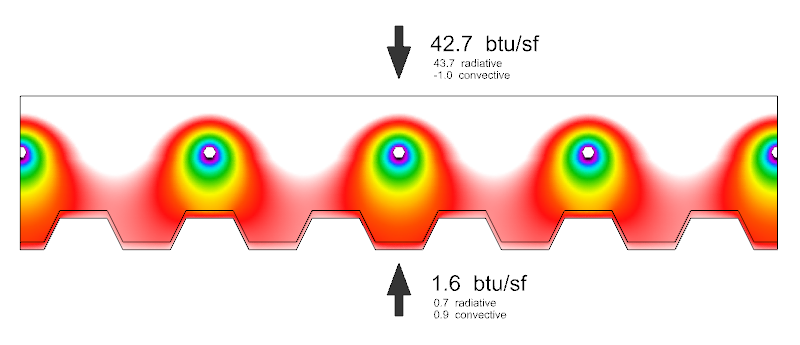 42.7 btu/sf
43.7 radiative
-1.0 convective
1.6 btu/sf
0.7 radiative
0.9 convective